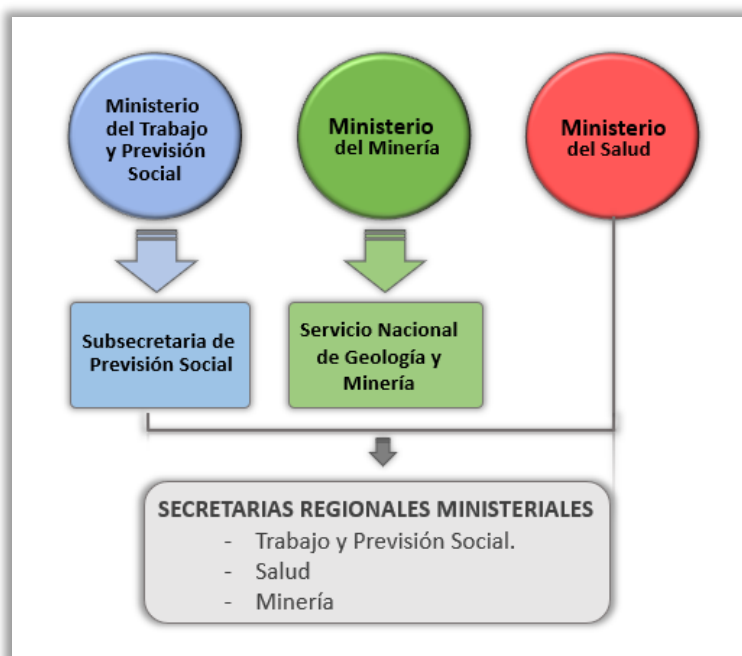 Ministerio
del Trabajo
y Previsión
Social
Ministerio
del Minería
Ministerio
del Salud
Subsecretaria de
Previsión Social
Servicio Nacional
de Geología y
Minería
SECRETARIAS REGIONALES MINISTERIALES
- Trabajo y Previsión Social.
- Salud
- Minería